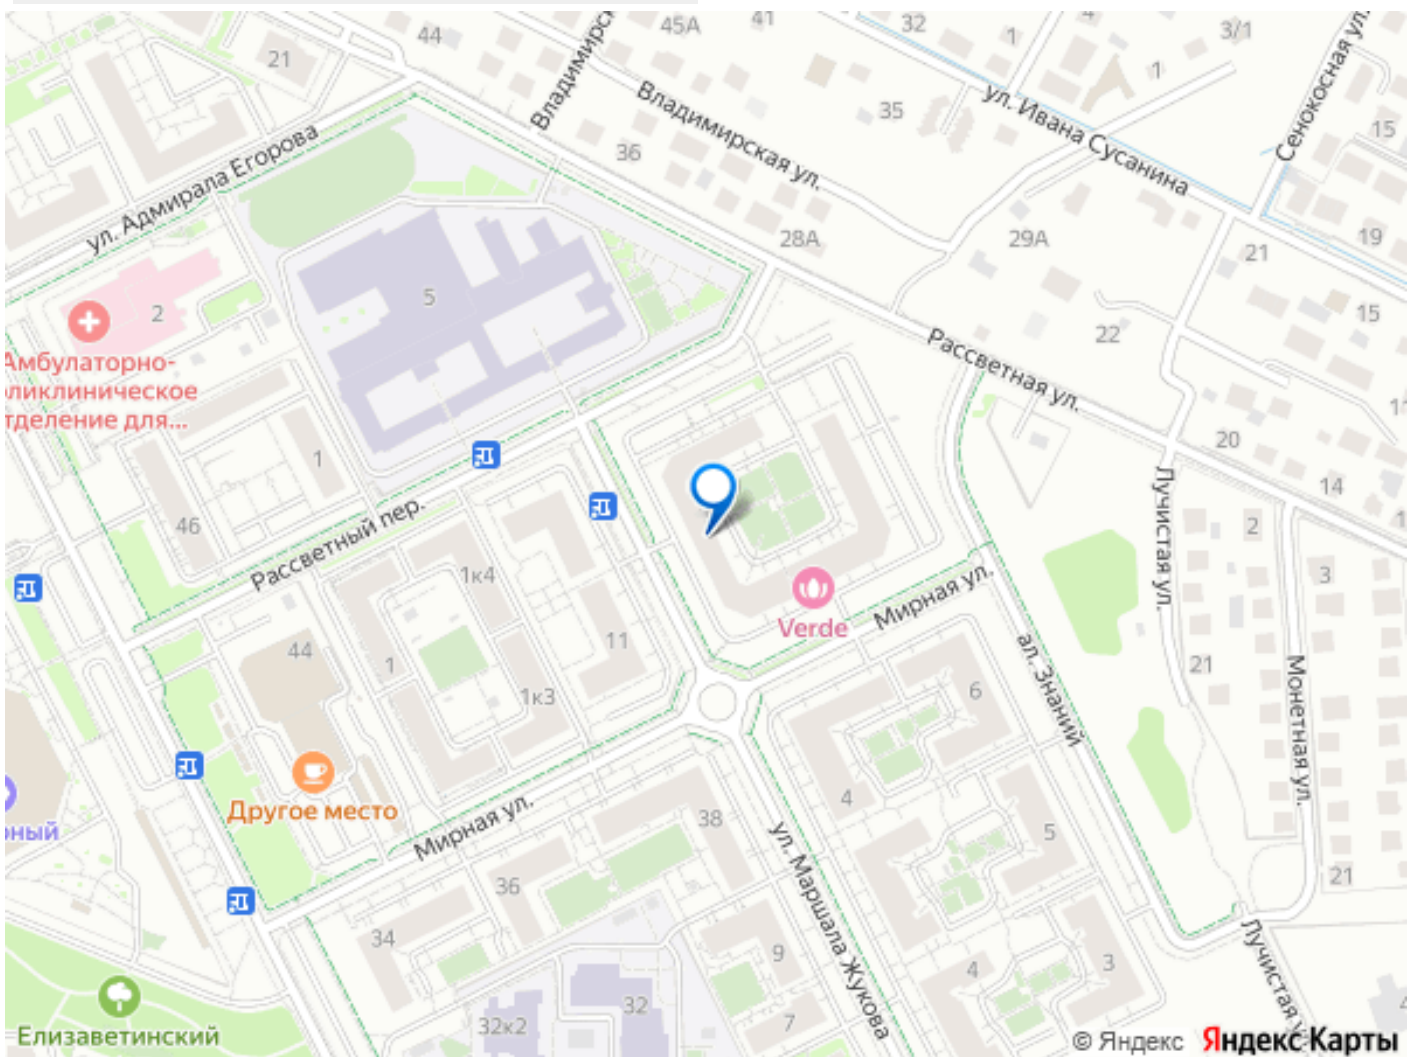 44
45А
41
32
1
4
3/1
21
Владимирск
7
Сенокосная ул.
Владимирская ул.
35
ул. Ивана Сусанина
15
36
ул. Адмирала Егорова
28А
29А
19
21
2
5
15
22
Амбулаторно-
оликлиническое
тделение для...
Рассветная ул.
1
20
14
46
Рассветный пер.
1к4
Лучистая ул.
2
3
Verde
Мирная ул.
44
1
11
1к3
ал. Знаний
6
21
Монетная ул.
Другое место
ный
Мирная ул.
4
38
ул. Маршала Жукова
5
36
21
34
9
4
3
Лучистая у
32
32к2
7
Елизаветинский
© Яндекс Яндекс Карты